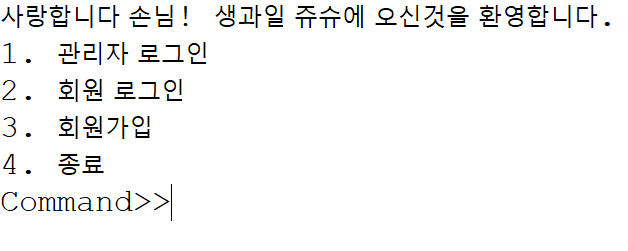 사랑합니다 손님! 생과일 쥬슈에 오신것을 환영합니다.
1. 관리자 로그인
2. 회원 로그인
3. 회원가입
4. 종료
Command>>